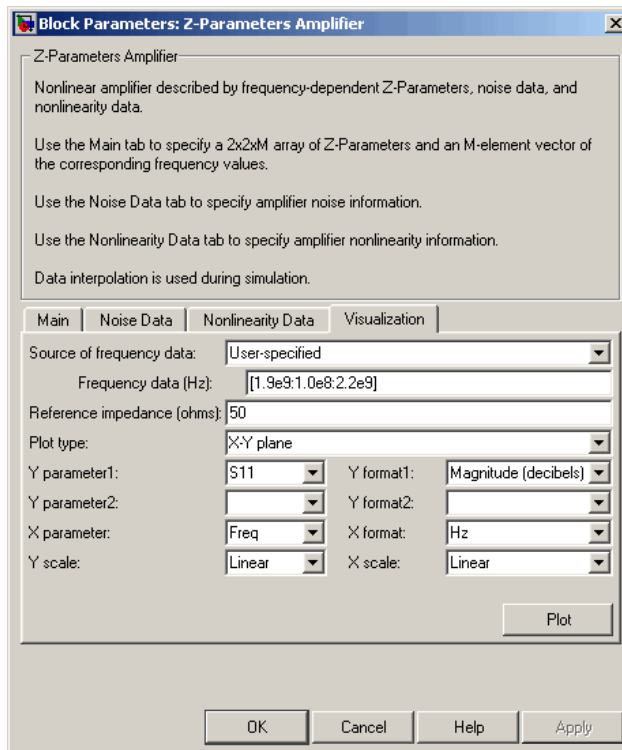 Block Parameters: Z-Parameters Amplifier
Z-Parameters Amplifier
Nonlinear amplifier described by frequency-dependent Z-Parameters, noise data, and
nonlinearity data.
Use the Main tab to specify a 2x2xM array of Z-Parameters and an M-element vector of
the corresponding frequency values.
Use the Noise Data tab to specify amplifier noise information.
Use the Nonlinearity Data tab to specify amplifier nonlinearity information.
Data interpolation is used during simulation.
Main Noise Data Nonlinearity Data Visualization
Source of frequency data: User-specified
Frequency data (Hz): [1.9e9:1.0e8:2.2e9]
Reference impedance (ohms): 50
Plot type: X-Y plane
Y parameter1: S11 Y format1: Magnitude (decibels)
Y parameter2: Y format2:
X parameter: Freq X format: Hz
Y scale: Linear X scale: Linear
Plot
OK Cancel Help Apply